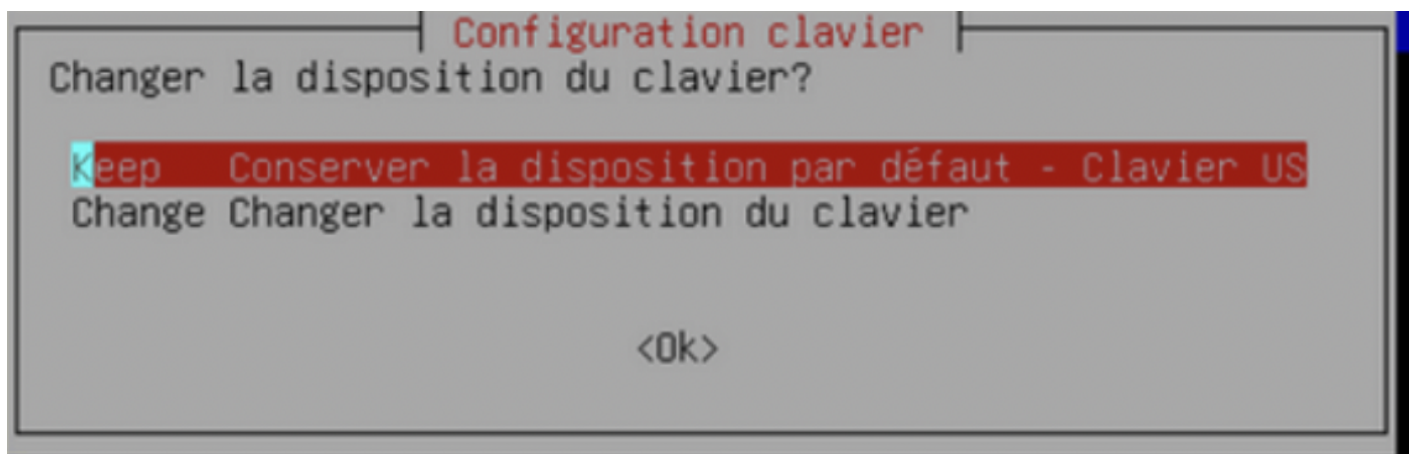 Configuration clavier
Changer la disposition du clavier?
Keep Conserver la disposition par défaut - Clavier US
Change Changer la disposition du clavier
<Ok>